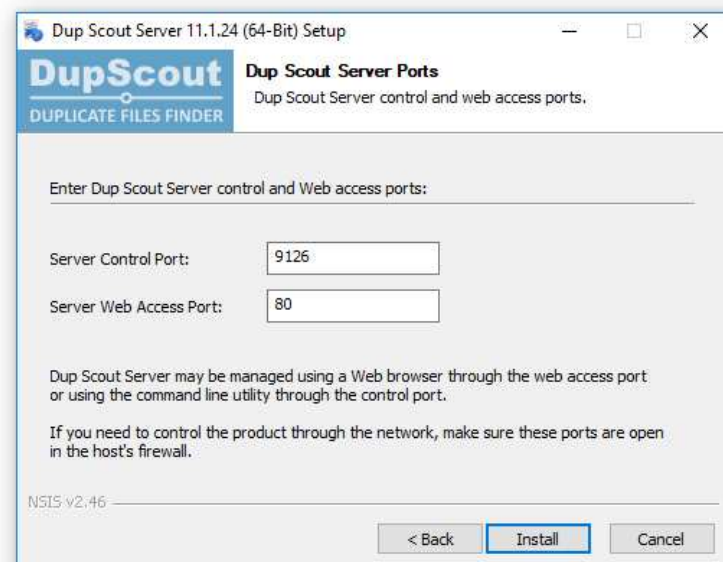 Dup Scout Server 11.1.24 (64-Bit) Setup
DupScout
DUPLICATE FILES FINDER
Dup Scout Server Ports
Dup Scout Server control and web access ports.
Enter Dup Scout Server control and Web access ports:
Server Control Port: 9126
Server Web Access Port: 80
Dup Scout Server may be managed using a Web browser through the web access port
or using the command line utility through the control port.
If you need to control the product through the network, make sure these ports are open
in the host's firewall.
NSIS v2.46
< Back Install Cancel